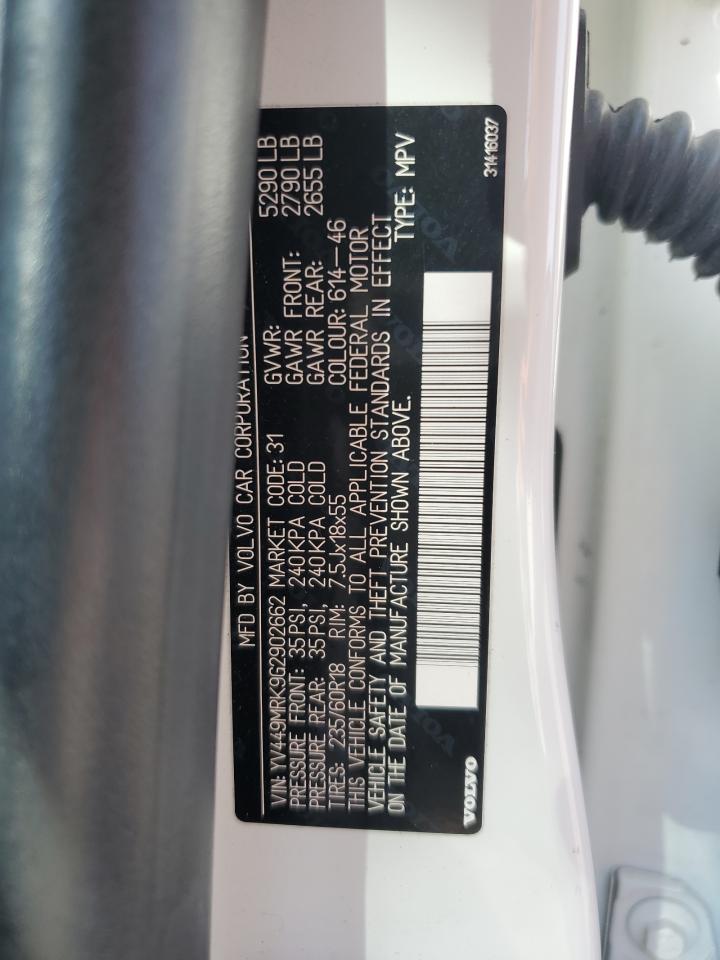 MFD BY VOLVO CAR CORPORATION
VIN: YV449MRK9G2902662 MARKET CODE: 31 GVWR: 5290 LB
PRESSURE FRONT: 35PSI, 240KPA COLD GAWR FRONT: 2790 LB
PRESSURE REAR: 35PSI, 240KPA COLD GAWR REAR: 2655 LB
TIRES: 235/60R18 RIM: 7.5Jx18x55 COLOUR: 614-46
THIS VEHICLE CONFORMS TO ALL APPLICABLE FEDERAL MOTOR
VEHICLE SAFETY AND THEFT PREVENTION STANDARDS IN EFFECT
ON THE DATE OF MANUFACTURE SHOWN ABOVE. TYPE: MPV
VOLVO 31416037